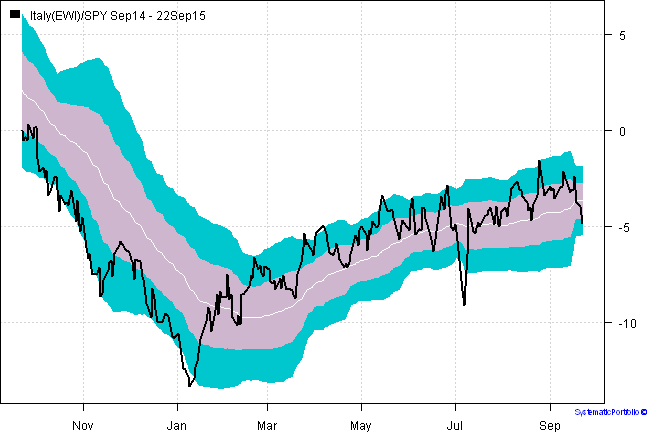 Italy(EWI)/SPY Sep14 - 22Sep15
5
0
-5
-10
Nov Jan Mar May Jul Sep
SystematicPortfolio ©